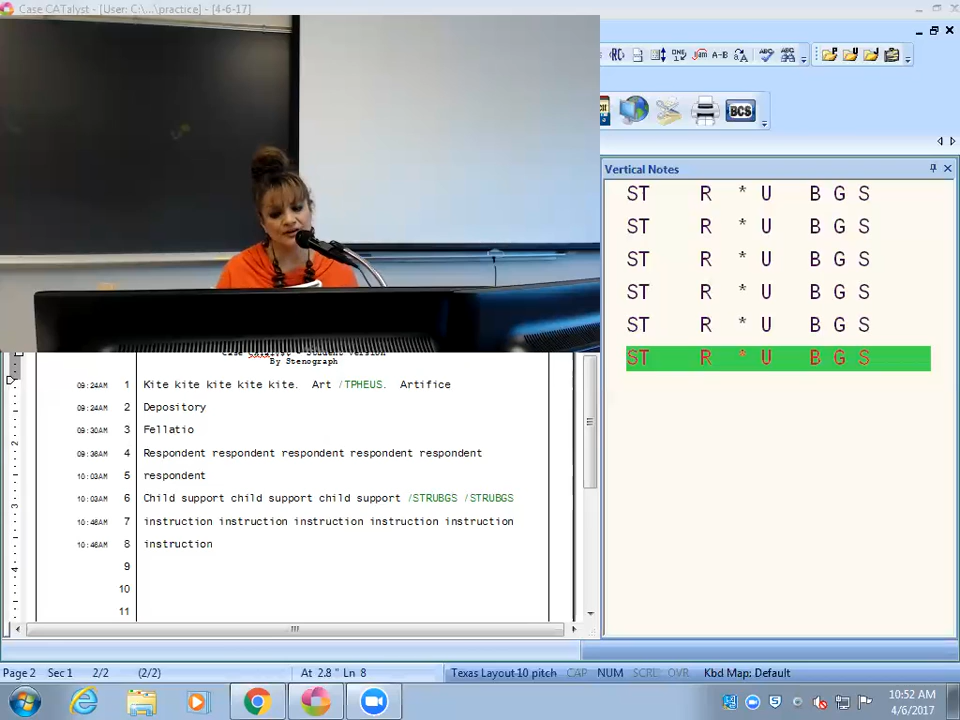 Case CATalyst - [User: C:\...\practice] - [4-6-17]
BCS
Vertical Notes
ST R * U B G S
ST R * U B G S
ST R * U B G S
ST R * U B G S
ST R * U B G S
ST R * U B G S
Case CATalyst - Student Version
By Stenograph
09:24AM 1 Kite kite kite kite kite. Art /TPHEUS. Artifice
09:24AM 2 Depository
09:30AM 3 Fellatio
09:36AM 4 Respondent respondent respondent respondent respondent
10:03AM 5 respondent
10:03AM 6 Child support child support child support /STRUBGS /STRUBGS
10:46AM 7 instruction instruction instruction instruction instruction
10:46AM 8 instruction
9
10
11
Page 2 Sec 1 2/2 (2/2) At 2.8 " Ln 8 Texas Layout-10 pitch CAP NUM SCRL OVR Kbd Map: Default
10:52 AM
4/6/2017